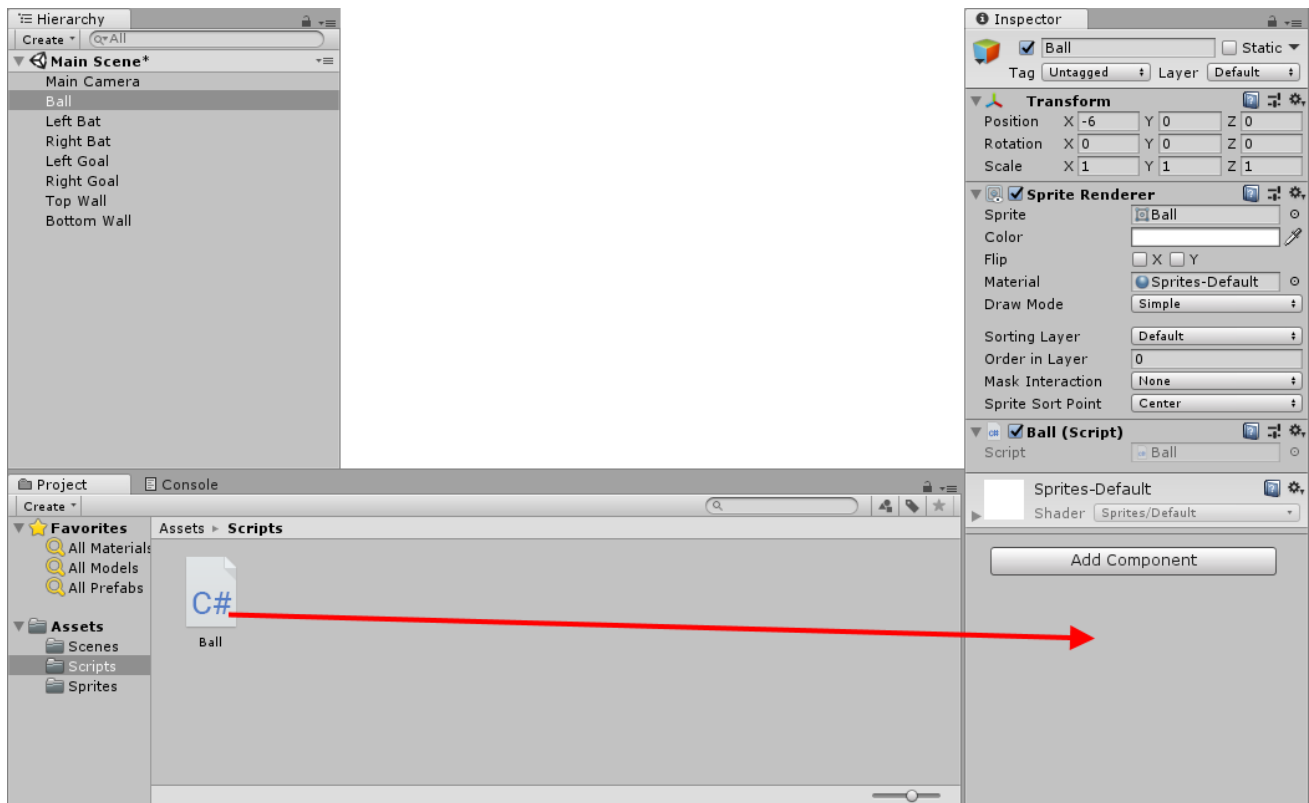 Hierarchy
Create
All
Main Scene*
Main Camera
Ball
Left Bat
Right Bat
Left Goal
Right Goal
Top Wall
Bottom Wall
Project
Console
Create
Favorites
All Materials
All Models
All Prefabs
Assets
Scenes
Scripts
Sprites
Assets ▸ Scripts
C#
Ball
Inspector
Ball Static
Tag Untagged Layer Default
Transform
Position X -6 Y 0 Z 0
Rotation X 0 Y 0 Z 0
Scale X 1 Y 1 Z 1
Sprite Renderer
Sprite Ball
Color
Flip X Y
Material Sprites-Default
Draw Mode Simple
Sorting Layer Default
Order in Layer 0
Mask Interaction None
Sprite Sort Point Center
Ball (Script)
Script Ball
Sprites-Default
Shader Sprites/Default
Add Component